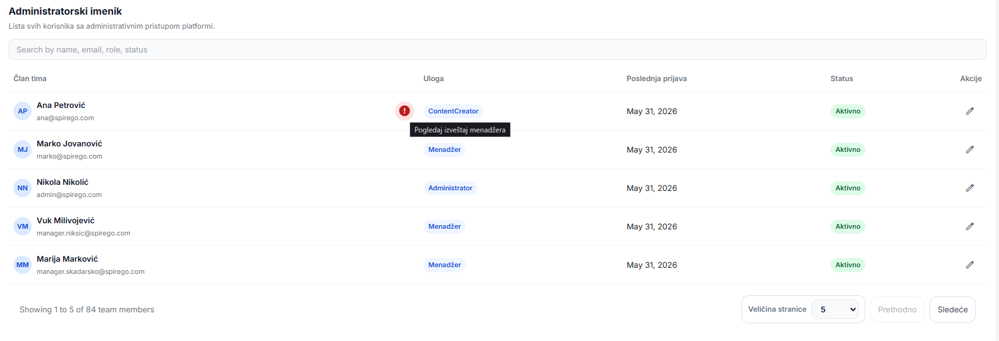 Administratorski imenik
Lista svih korisnika sa administrativnim pristupom platformi.
Search by name, email, role, status
Član tima Uloga Poslednja prijava Status Akcije
AP Ana Petrović ! ContentCreator May 31, 2026 Aktivno
ana@spirego.com
Pogledaj izveštaj menadžera
MJ Marko Jovanović Menadžer May 31, 2026 Aktivno
marko@spirego.com
NN Nikola Nikolić Administrator May 31, 2026 Aktivno
admin@spirego.com
VM Vuk Milivojević Menadžer May 31, 2026 Aktivno
manager.niksic@spirego.com
MM Marija Marković Menadžer May 31, 2026 Aktivno
manager.skadarsko@spirego.com
Showing 1 to 5 of 84 team members Veličina stranice 5 Prethodno Sledeće